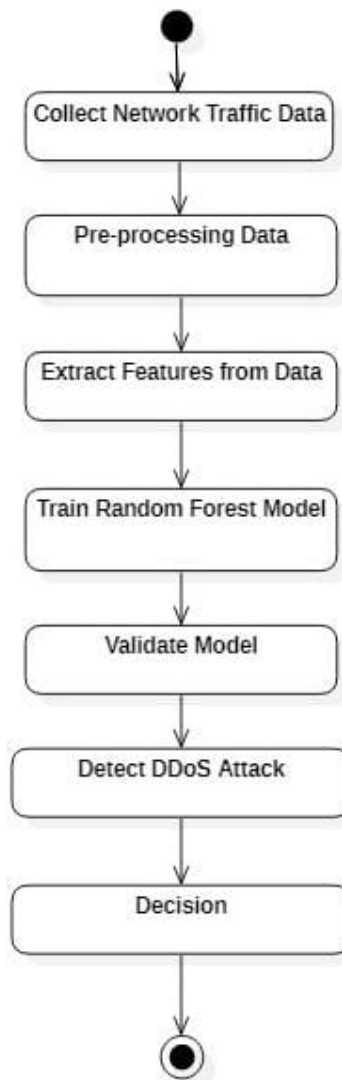 Collect Network Traffic Data
Pre-processing Data
Extract Features from Data
Train Random Forest Model
Validate Model
Detect DDoS Attack
Decision